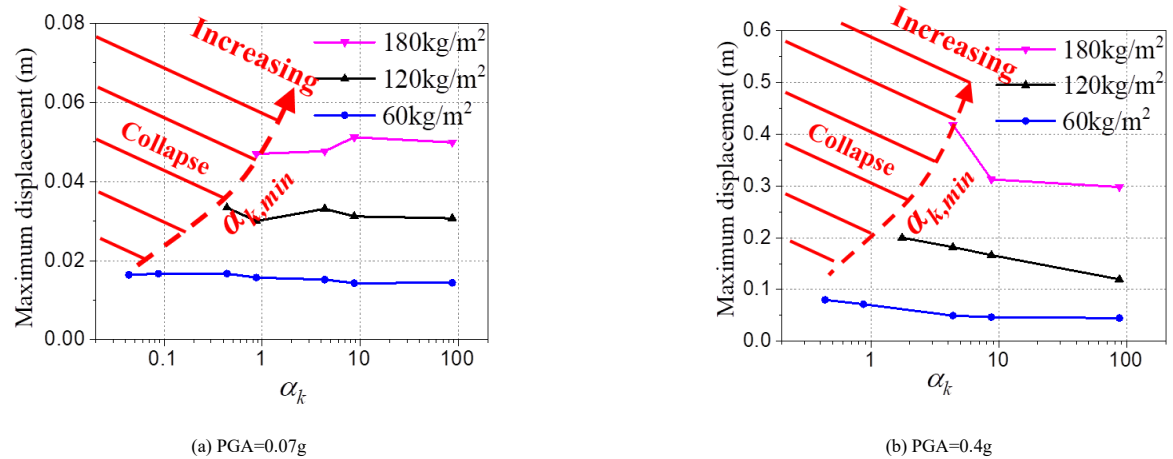 0.08
0.06
0.04
0.02
0.00
Maximum displacement (m)
0.1
1
10
100
αk
Increasing
Collapse
αk,min
180kg/m²
120kg/m²
60kg/m²
(a) PGA=0.07g
0.6
0.5
0.4
0.3
0.2
0.1
0.0
Maximum displacement (m)
1
10
100
αk
Increasing
Collapse
αk,min
180kg/m²
120kg/m²
60kg/m²
(b) PGA=0.4g